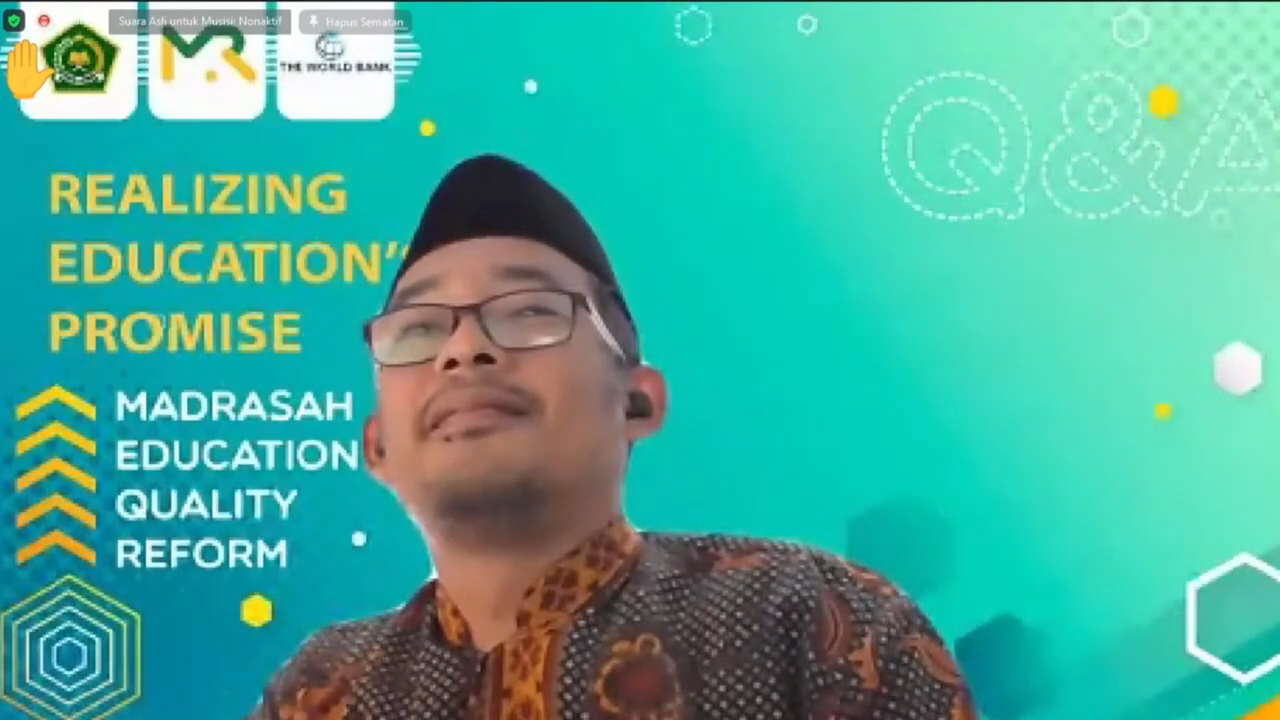 Suara Asli untuk Musisi: Nonaktif
Hapus Sematan
THE WORLD BANK
Q&A
REALIZING
EDUCATION'
PROMISE
MADRASAH
EDUCATION
QUALITY
REFORM